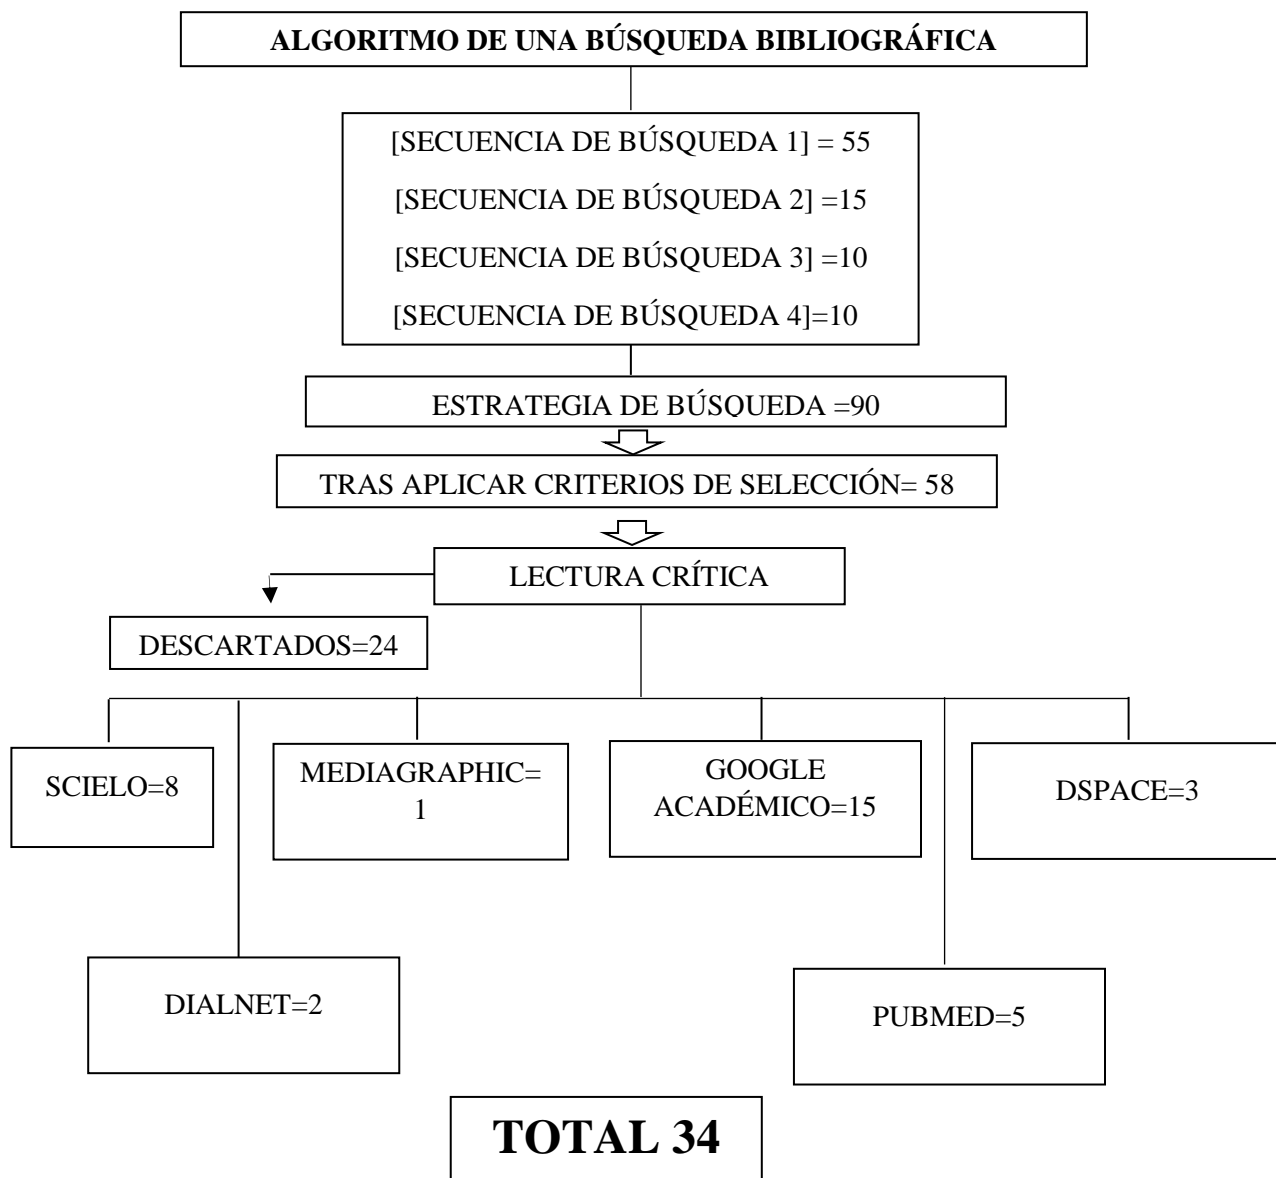 ALGORITMO DE UNA BÚSQUEDA BIBLIOGRÁFICA
[SECUENCIA DE BÚSQUEDA 1] = 55
[SECUENCIA DE BÚSQUEDA 2] =15
[SECUENCIA DE BÚSQUEDA 3] =10
[SECUENCIA DE BÚSQUEDA 4]=10
ESTRATEGIA DE BÚSQUEDA =90
TRAS APLICAR CRITERIOS DE SELECCIÓN= 58
LECTURA CRÍTICA
DESCARTADOS=24
SCIELO=8
MEDIAGRAPHIC=
1
GOOGLE
ACADÉMICO=15
DSPACE=3
DIALNET=2
PUBMED=5
TOTAL 34